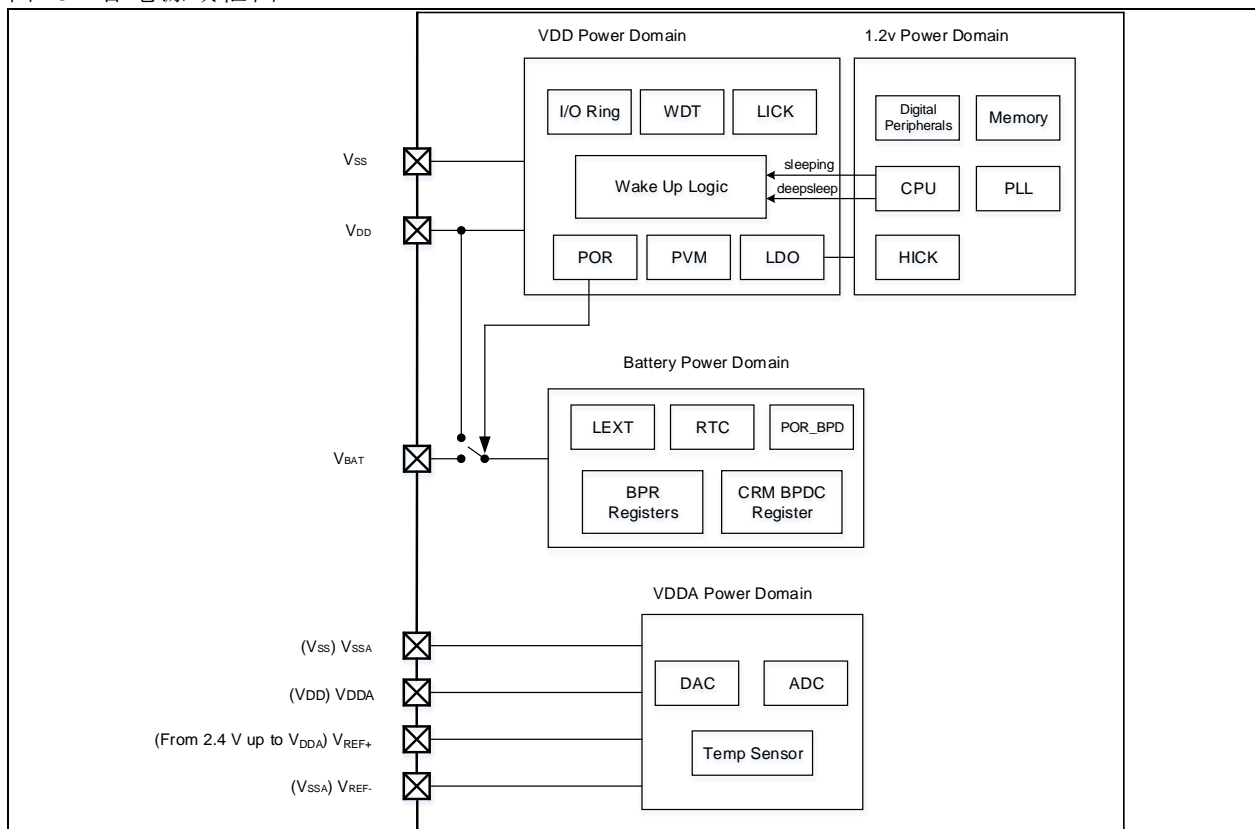 VDD Power Domain
1.2v Power Domain
I/O Ring
WDT
LICK
Digital
Peripherals
Memory
VSS
Wake Up Logic
sleeping
deepsleep
CPU
PLL
VDD
POR
PVM
LDO
HICK
Battery Power Domain
LEXT
RTC
POR_BPD
VBAT
BPR
Registers
CRM BPDC
Register
VDDA Power Domain
(VSS) VSSA
DAC
ADC
(VDD) VDDA
(From 2.4 V up to VDDA) VREF+
Temp Sensor
(VSSA) VREF-